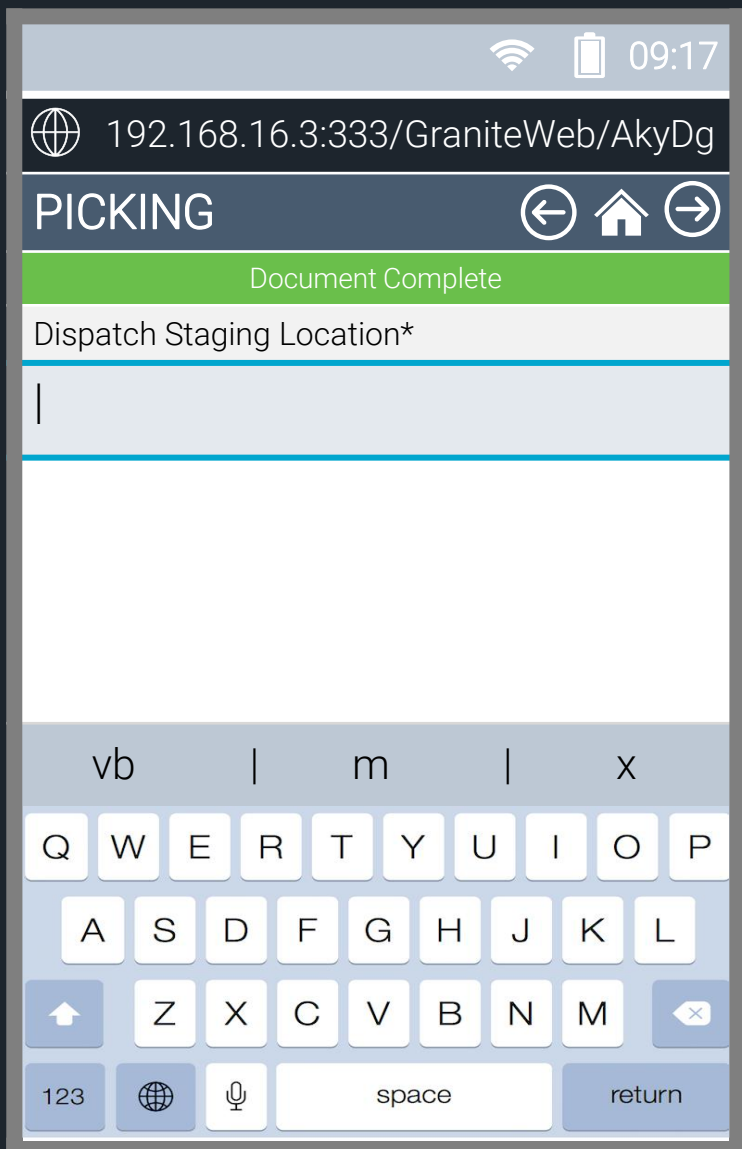 09:17
192.168.16.3:333/GraniteWeb/AkyDg
PICKING
Document Complete
Dispatch Staging Location*
vb | m | x
Q W E R T Y U I O P
A S D F G H J K L
Z X C V B N M
123 space return